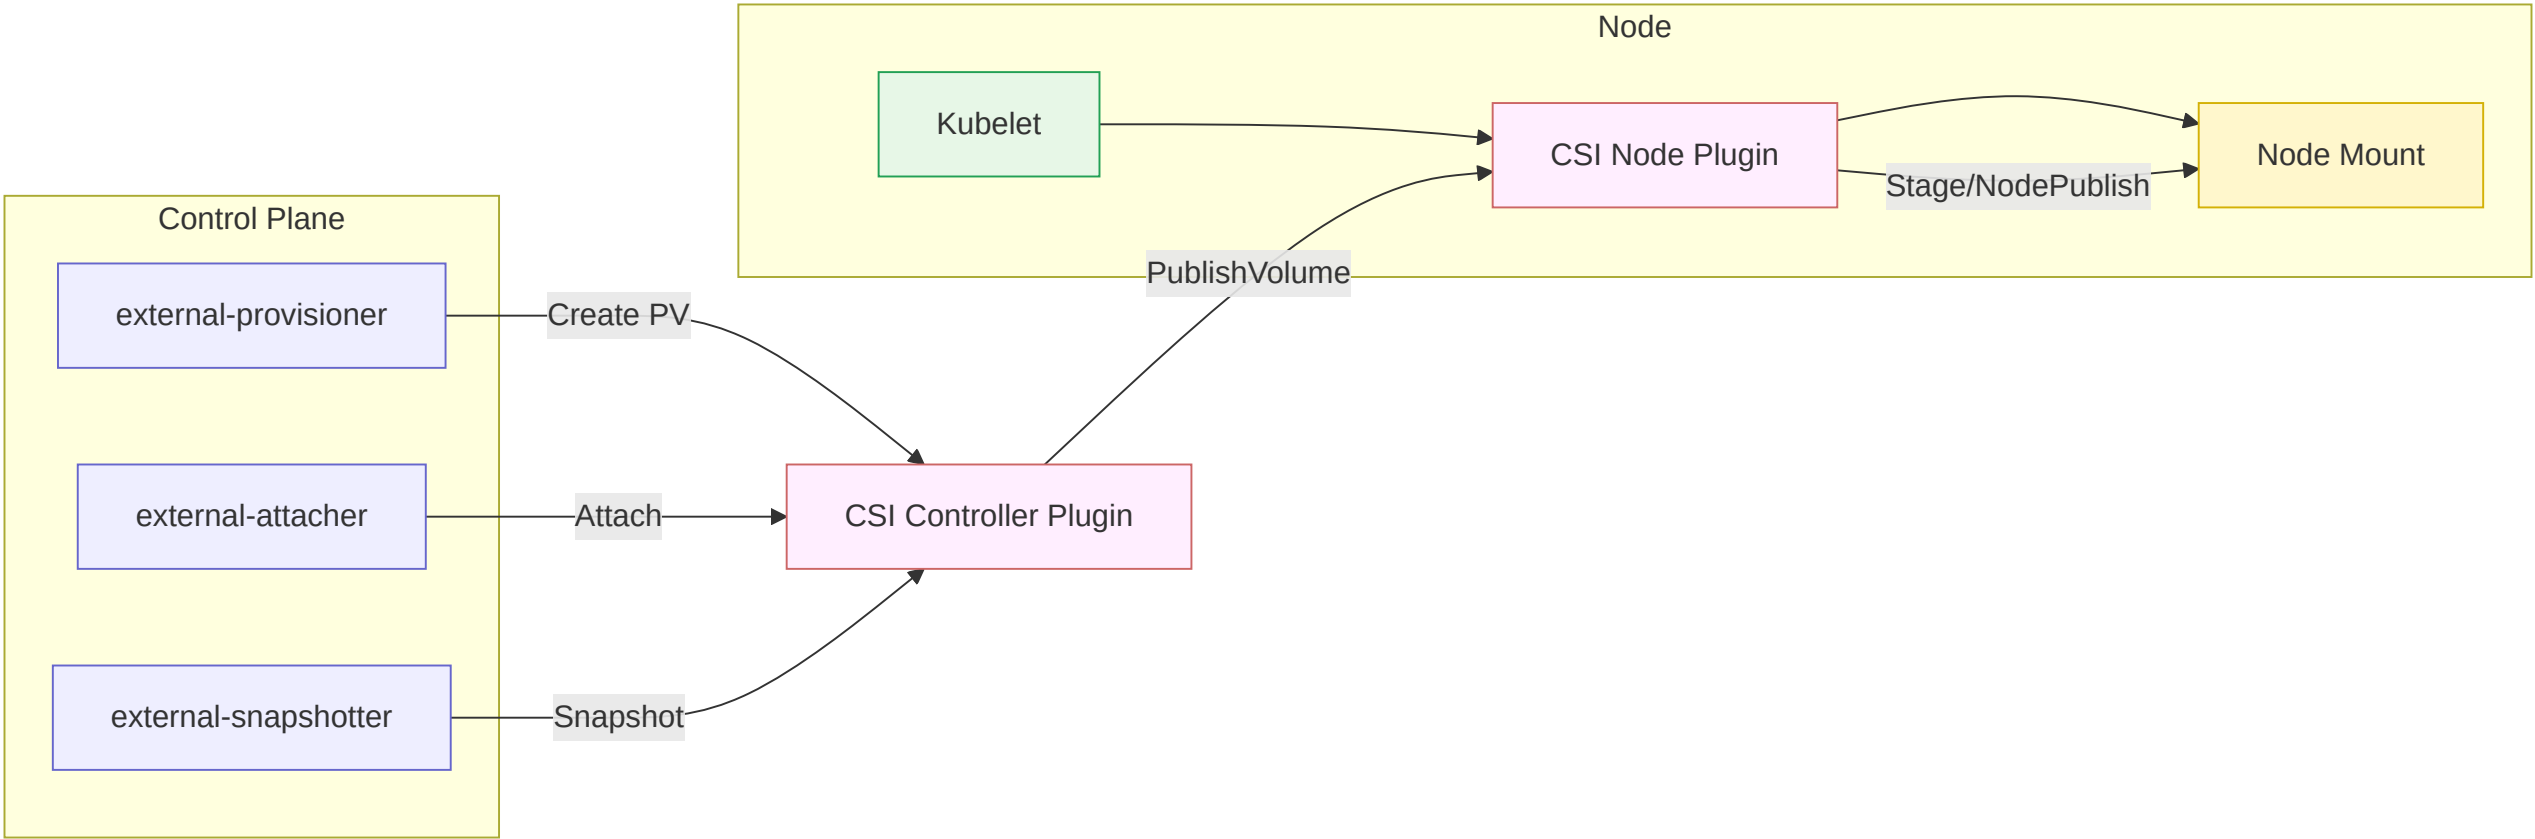 Node
Kubelet
CSI Node Plugin
Node Mount
Stage/NodePublish
Control Plane
PublishVolume
external-provisioner
Create PV
external-attacher
Attach
CSI Controller Plugin
external-snapshotter
Snapshot